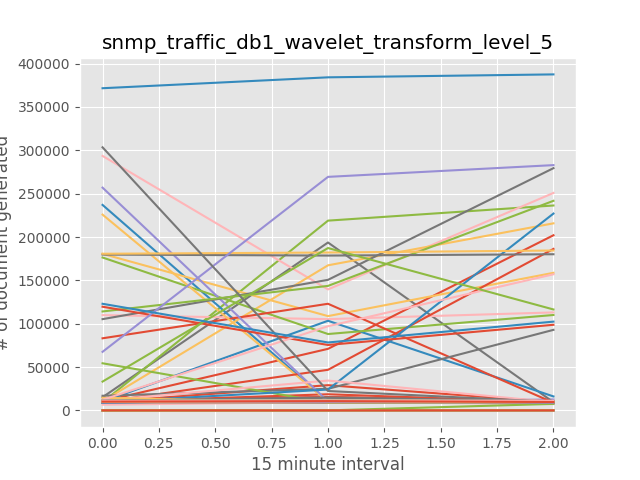 snmp_traffic_db1_wavelet_transform_level_5
400000
350000
300000
250000
200000
150000
100000
50000
0
# of document generated
0.00 0.25 0.50 0.75 1.00 1.25 1.50 1.75 2.00
15 minute interval